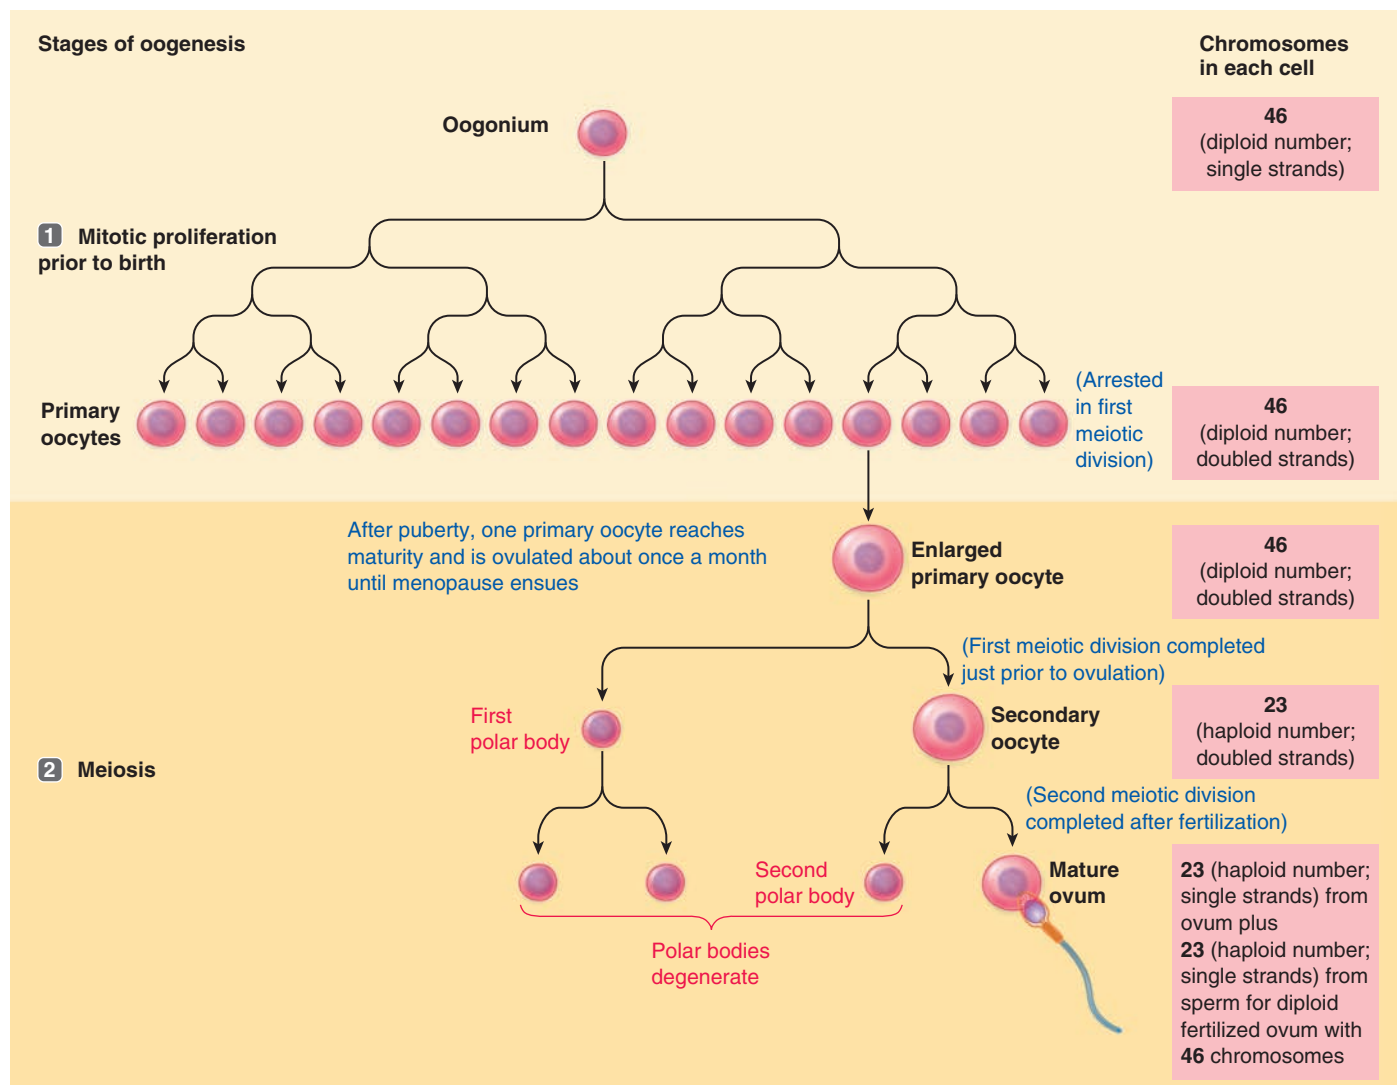 Stages of oogenesis
Chromosomes
in each cell
Oogonium
46
(diploid number;
single strands)
1 Mitotic proliferation
prior to birth
Primary
oocytes
(Arrested
in first
meiotic
division)
46
(diploid number;
doubled strands)
After puberty, one primary oocyte reaches
maturity and is ovulated about once a month
until menopause ensues
Enlarged
primary oocyte
46
(diploid number;
doubled strands)
(First meiotic division completed
just prior to ovulation)
First
polar body
Secondary
oocyte
23
(haploid number;
doubled strands)
2 Meiosis
(Second meiotic division
completed after fertilization)
Second
polar body
Mature
ovum
Polar bodies
degenerate
23 (haploid number;
single strands) from
ovum plus
23 (haploid number;
single strands) from
sperm for diploid
fertilized ovum with
46 chromosomes